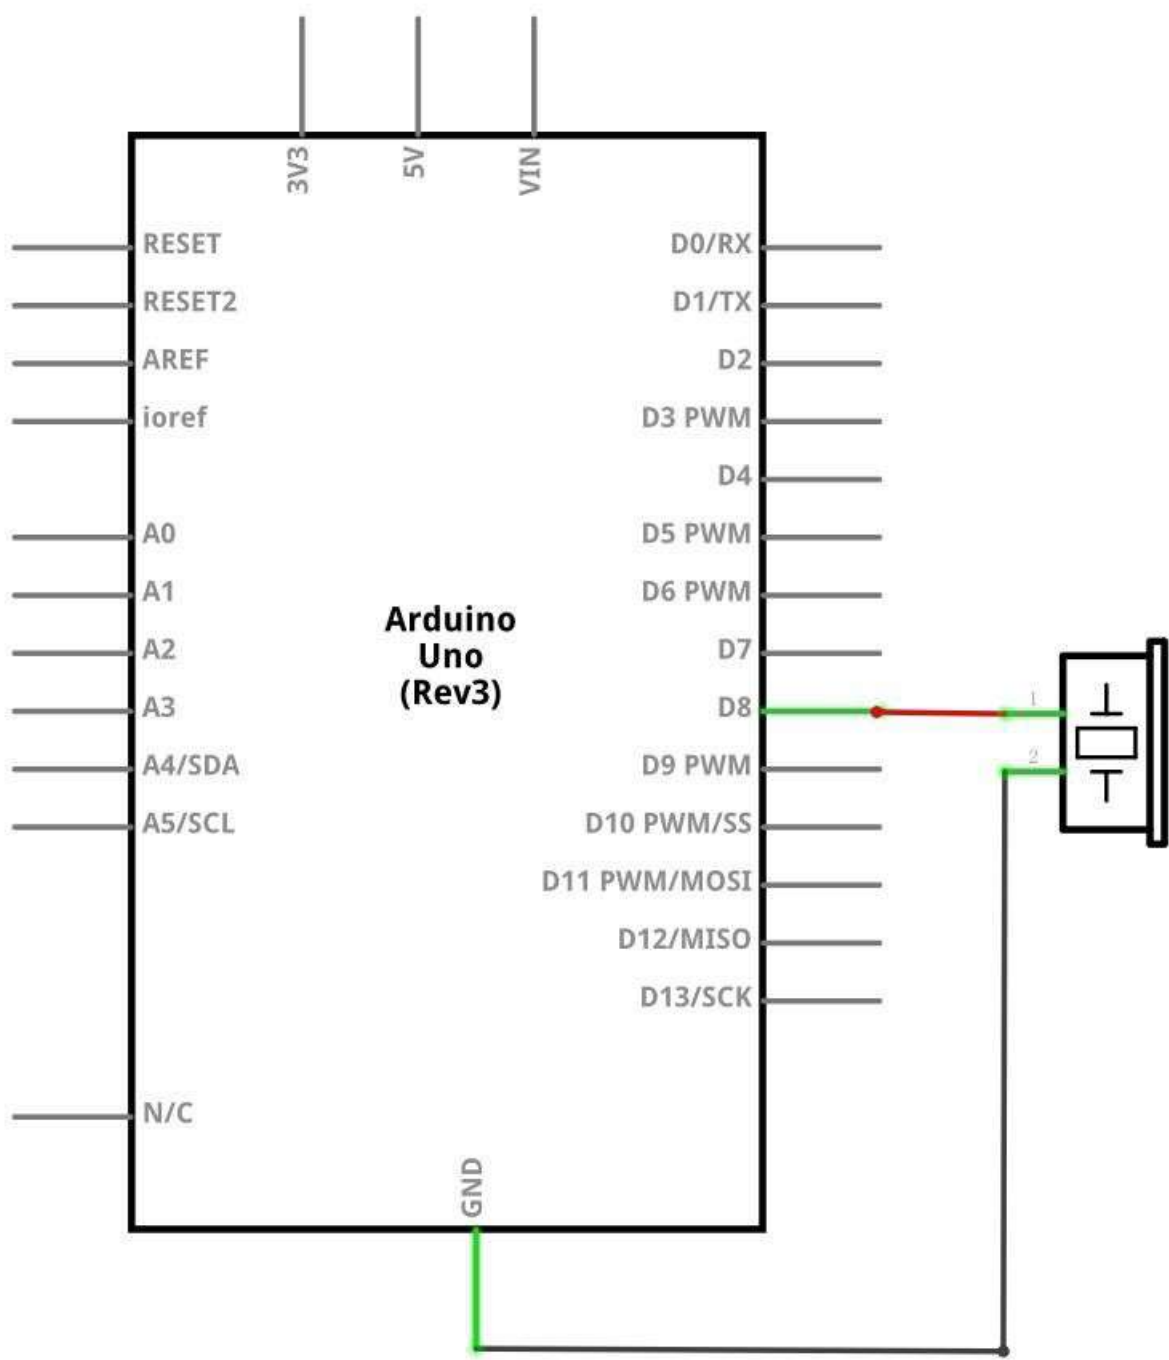 3V3
5V
VIN
RESET
D0/RX
RESET2
D1/TX
AREF
D2
ioref
D3 PWM
D4
A0
D5 PWM
A1
D6 PWM
Arduino
Uno
(Rev3)
A2
D7
A3
D8
1
A4/SDA
D9 PWM
2
A5/SCL
D10 PWM/SS
D11 PWM/MOSI
D12/MISO
D13/SCK
N/C
GND